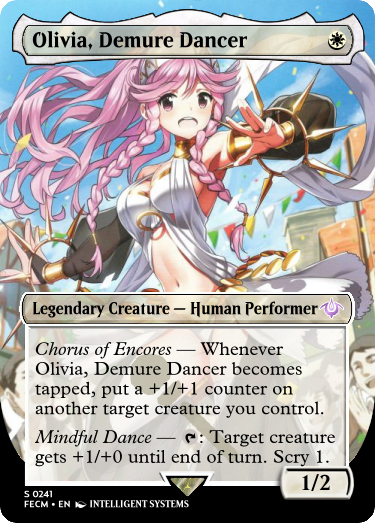 Olivia, Demure Dancer
Legendary Creature — Human Performer
Chorus of Encores — Whenever
Olivia, Demure Dancer becomes
tapped, put a +1/+1 counter on
another target creature you control.
Mindful Dance — : Target creature
gets +1/+0 until end of turn. Scry 1.
1/2
S 0241
FECM • EN INTELLIGENT SYSTEMS